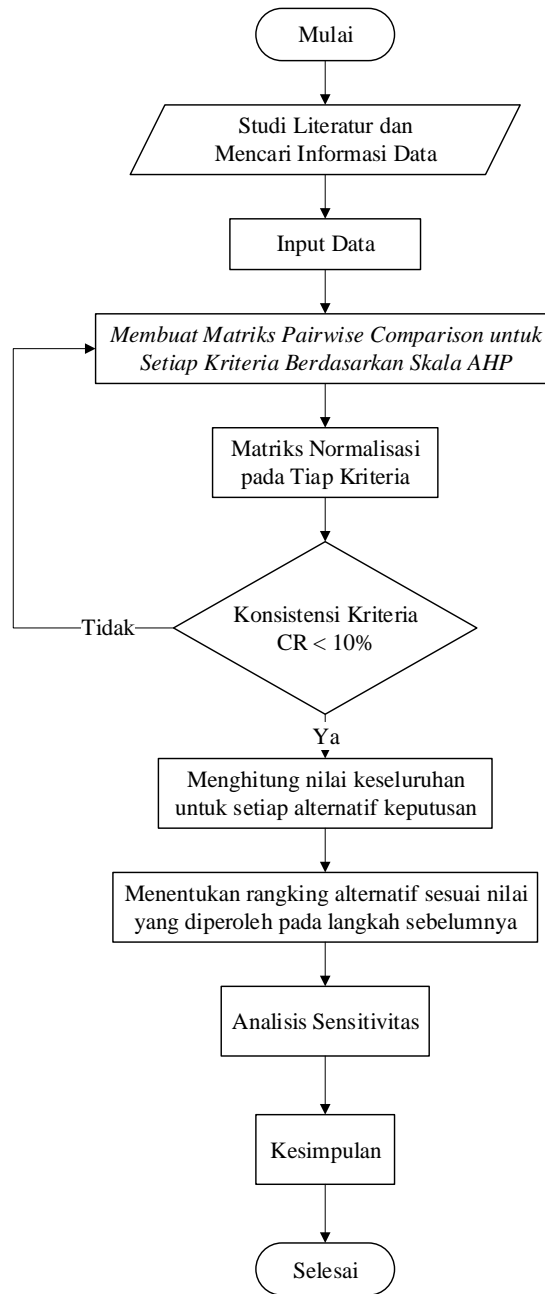 Mulai
Studi Literatur dan
Mencari Informasi Data
Input Data
Membuat Matriks Pairwise Comparison untuk
Setiap Kriteria Berdasarkan Skala AHP
Matriks Normalisasi
pada Tiap Kriteria
Konsistensi Kriteria
CR < 10%
Tidak
Ya
Menghitung nilai keseluruhan
untuk setiap alternatif keputusan
Menentukan rangking alternatif sesuai nilai
yang diperoleh pada langkah sebelumnya
Analisis Sensitivitas
Kesimpulan
Selesai